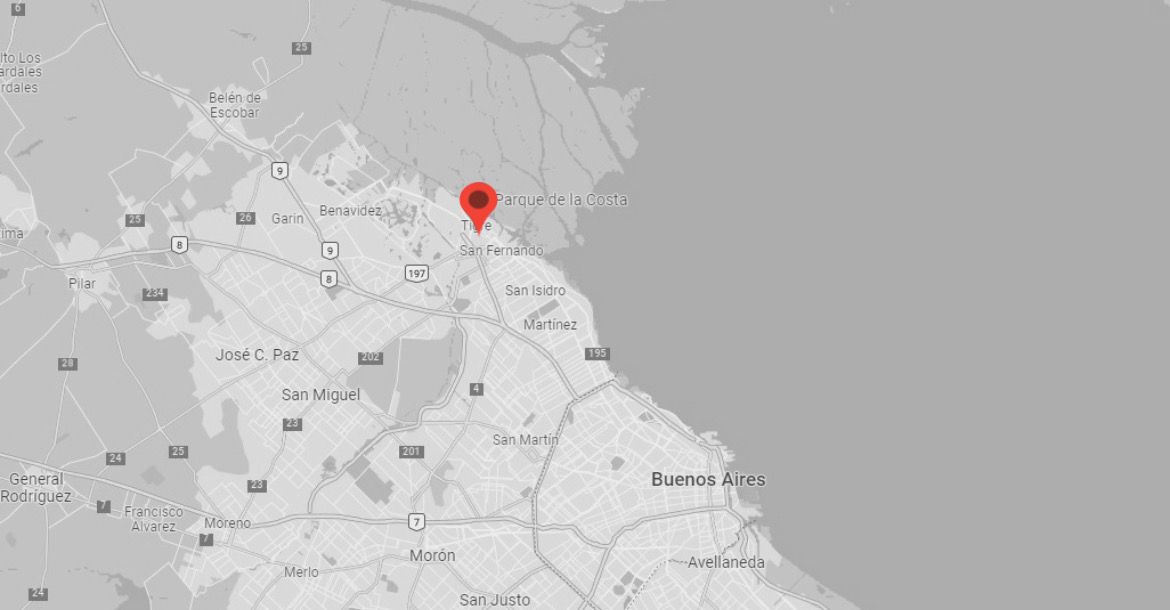 6
25
ito Los
ardales
rdales
Belén de
Escobar
9
Parque de la Costa
25
26
Garin
Benavidez
Tigre
ima
8
9
San Fernando
8
197
Pilar
234
San Isidro
Martínez
José C. Paz
202
195
28
San Miguel
4
23
San Martín
24
25
201
General
Rodríguez
23
Buenos Aires
7
Francisco
Alvarez
Moreno
7
7
Morón
Avellaneda
Merlo
24
San Justo